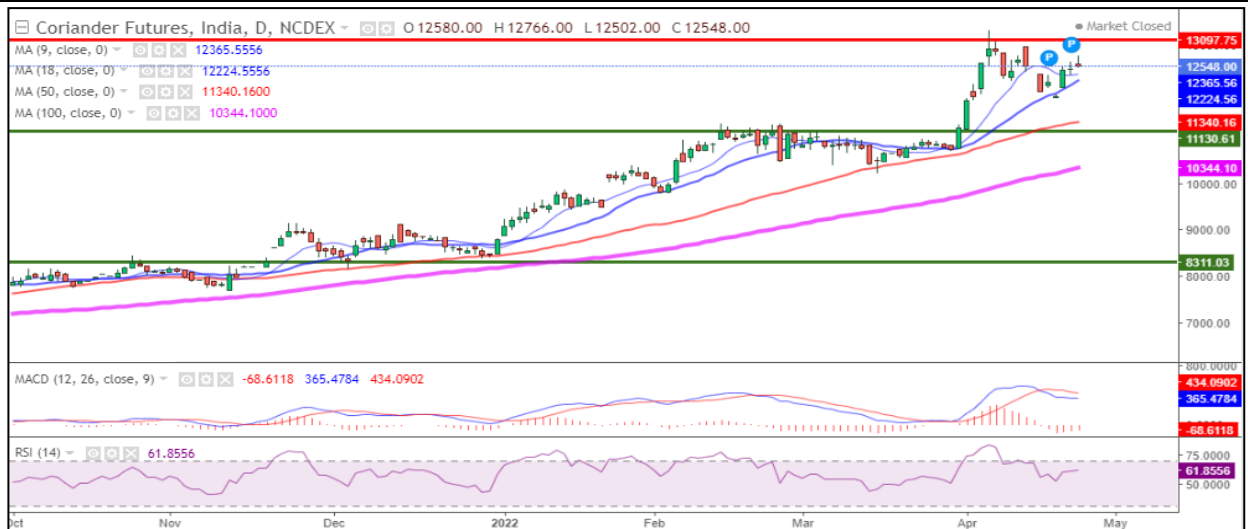 Coriander Futures, India, D, NCDEX O 12580.00 H 12766.00 L 12502.00 C 12548.00
Market Closed
MA (9, close, 0) 12365.5556
MA (18, close, 0) 12224.5556
MA (50, close, 0) 11340.1600
MA (100, close, 0) 10344.1000
P
P
13097.75
12548.00
12365.56
12224.56
11340.16
11130.61
10344.10
10000.00
9000.00
8311.03
8000.00
7000.00
MACD (12, 26, close, 9) -68.6118 365.4784 434.0902
800.0000
434.0902
365.4784
-68.6118
RSI (14) 61.8556
75.0000
61.8556
50.0000
Oct Nov Dec 2022 Feb Mar Apr May